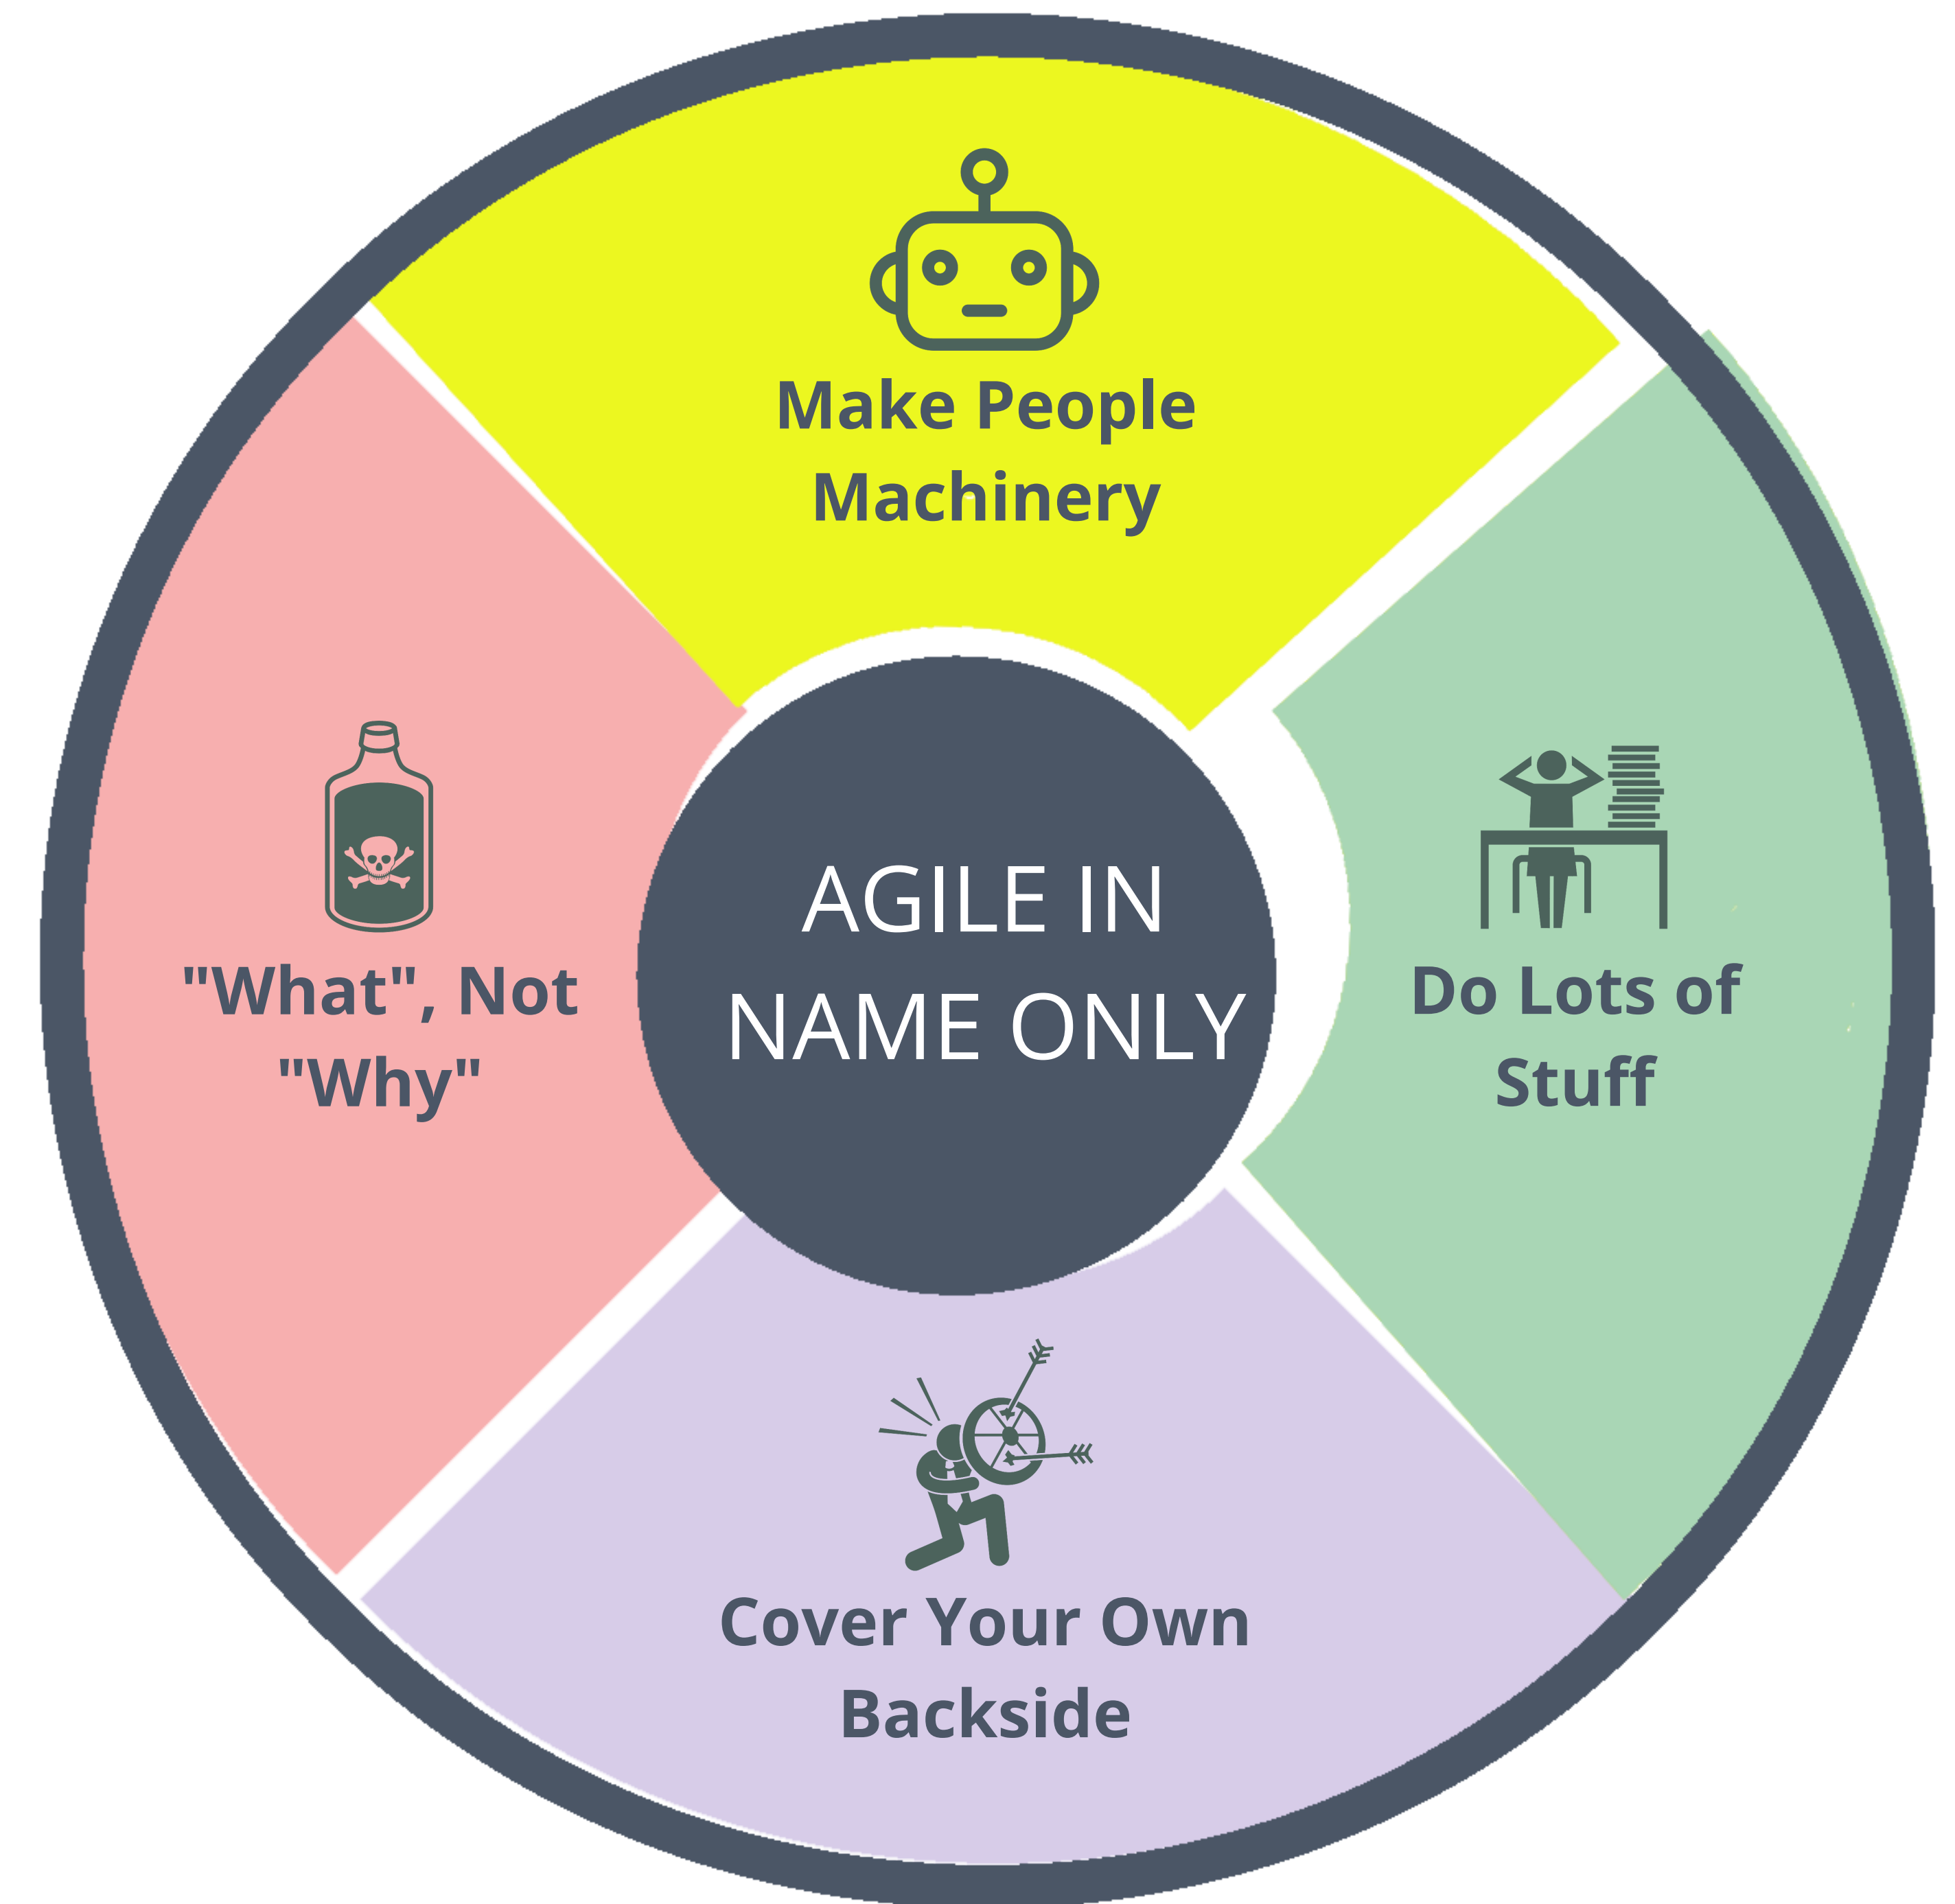 Make People
Machinery
"What", Not
"Why"
AGILE IN
NAME ONLY
Do Lots of
Stuff
Cover Your Own
Backside